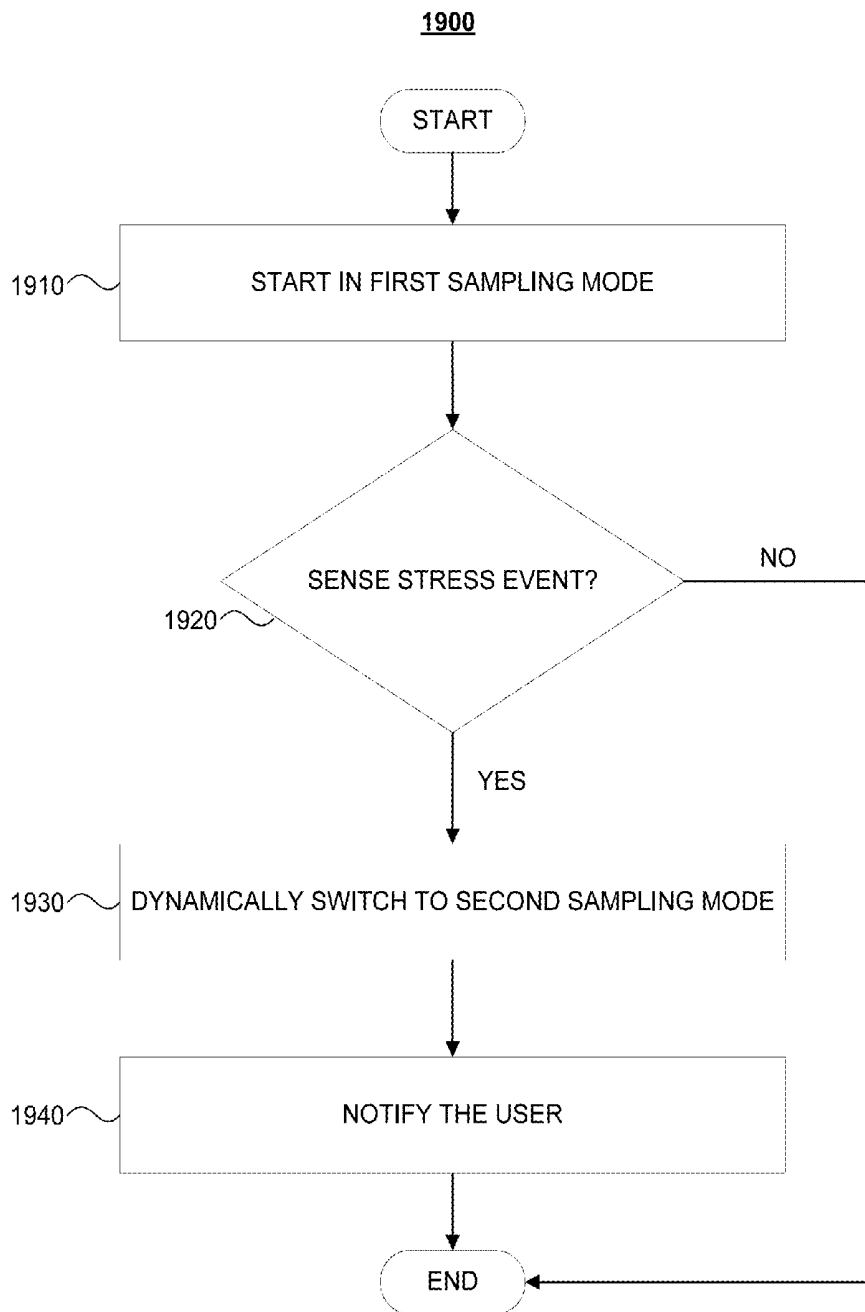 1900
START
1910
START IN FIRST SAMPLING MODE
SENSE STRESS EVENT?
NO
1920
YES
1930
DYNAMICALLY SWITCH TO SECOND SAMPLING MODE
1940
NOTIFY THE USER
END